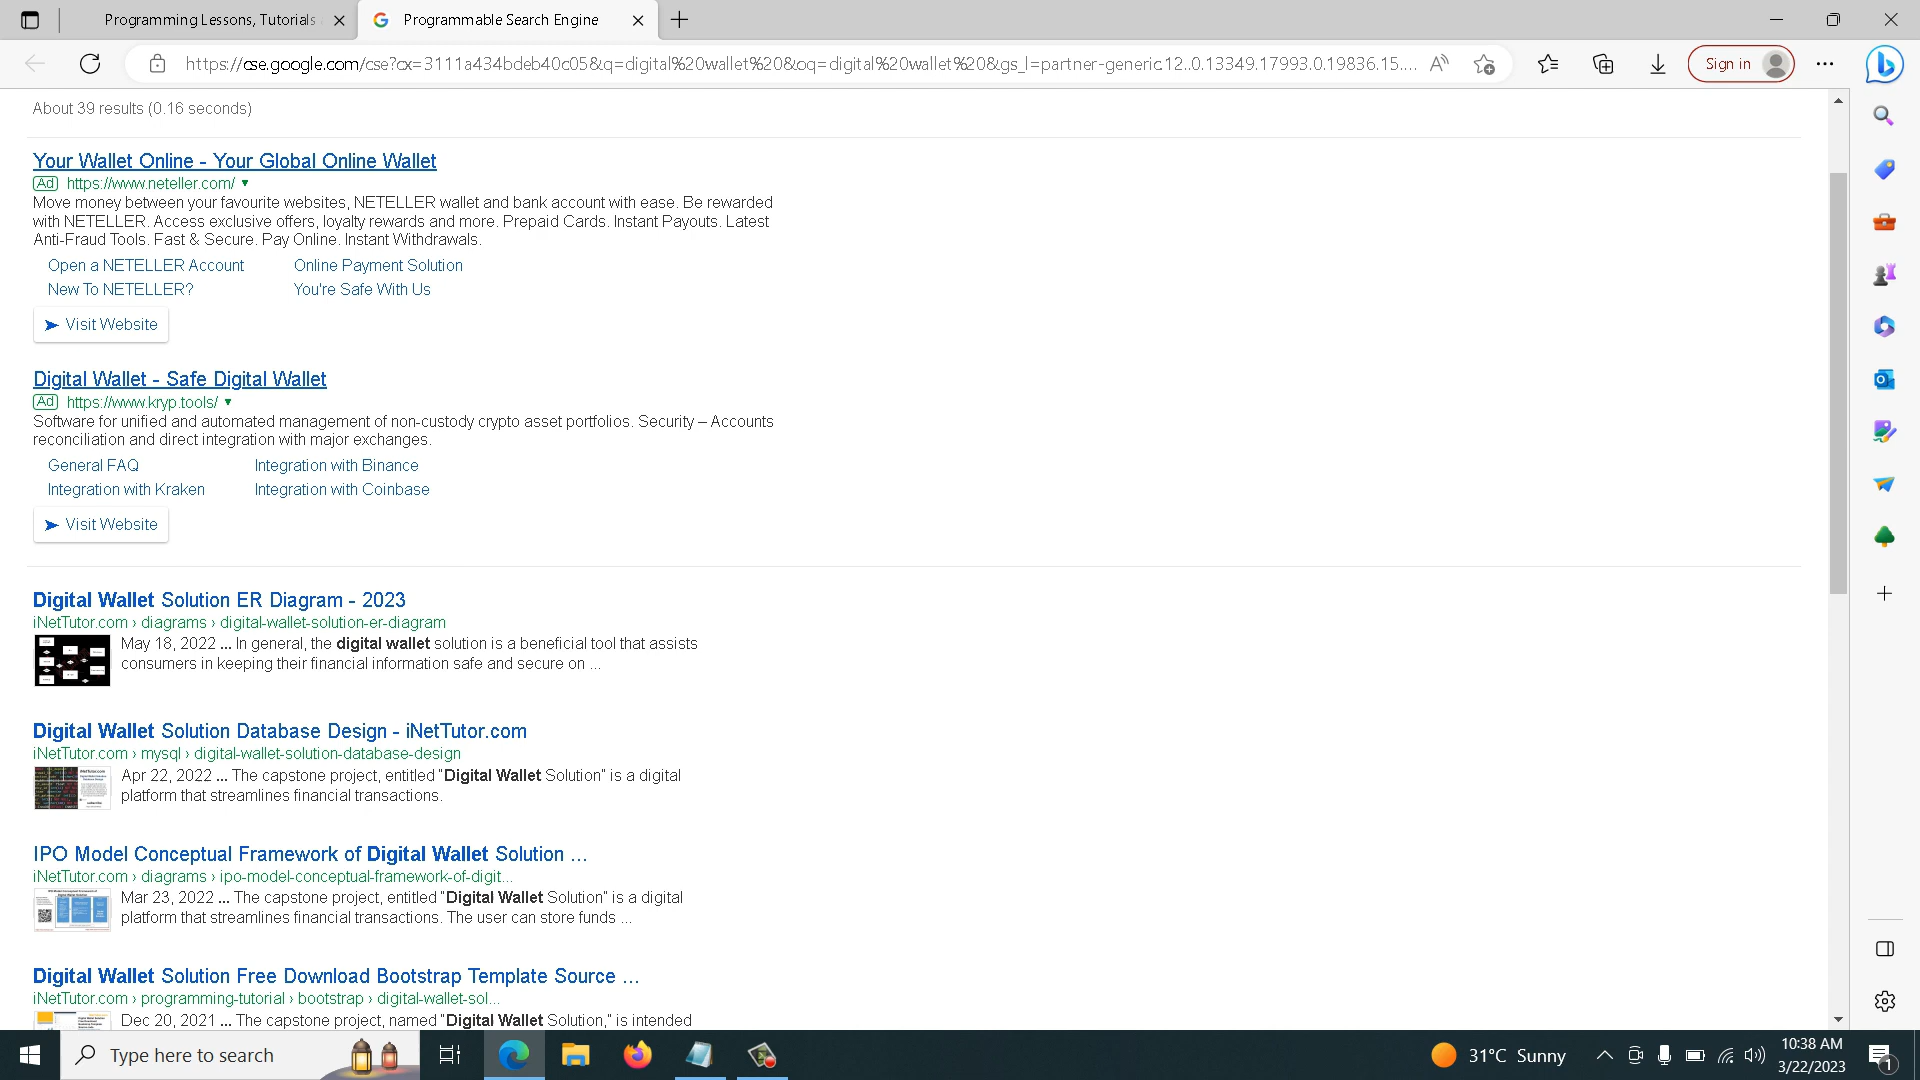 Programming Lessons, Tutorials
Programmable Search Engine
https://cse.google.com/cse?cx=3111a434bdeb40c05&q=digital%20wallet%20&oq=digital%20wallet%20&gs_l=partner-generic.12..0.13349.17993.0.19836.15....
Sign in
About 39 results (0.16 seconds)
Your Wallet Online - Your Global Online Wallet
Ad https://www.neteller.com/
Move money between your favourite websites, NETELLER wallet and bank account with ease. Be rewarded
with NETELLER. Access exclusive offers, loyalty rewards and more. Prepaid Cards. Instant Payouts. Latest
Anti-Fraud Tools. Fast & Secure. Pay Online. Instant Withdrawals.
Open a NETELLER Account Online Payment Solution
New To NETELLER? You're Safe With Us
Visit Website
Digital Wallet - Safe Digital Wallet
Ad https://www.kryp.tools/
Software for unified and automated management of non-custody crypto asset portfolios. Security – Accounts
reconciliation and direct integration with major exchanges.
General FAQ Integration with Binance
Integration with Kraken Integration with Coinbase
Visit Website
Digital Wallet Solution ER Diagram - 2023
iNetTutor.com › diagrams › digital-wallet-solution-er-diagram
May 18, 2022 ... In general, the digital wallet solution is a beneficial tool that assists
consumers in keeping their financial information safe and secure on ...
Digital Wallet Solution Database Design - iNetTutor.com
iNetTutor.com › mysql › digital-wallet-solution-database-design
Apr 22, 2022 ... The capstone project, entitled “Digital Wallet Solution” is a digital
platform that streamlines financial transactions.
IPO Model Conceptual Framework of Digital Wallet Solution ...
iNetTutor.com › diagrams › ipo-model-conceptual-framework-of-digit...
Mar 23, 2022 ... The capstone project, entitled “Digital Wallet Solution” is a digital
platform that streamlines financial transactions. The user can store funds ...
Digital Wallet Solution Free Download Bootstrap Template Source ...
iNetTutor.com › programming-tutorial › bootstrap › digital-wallet-sol...
Dec 20, 2021 ... The capstone project, named “Digital Wallet Solution,” is intended
Type here to search
31°C Sunny
10:38 AM
3/22/2023
1